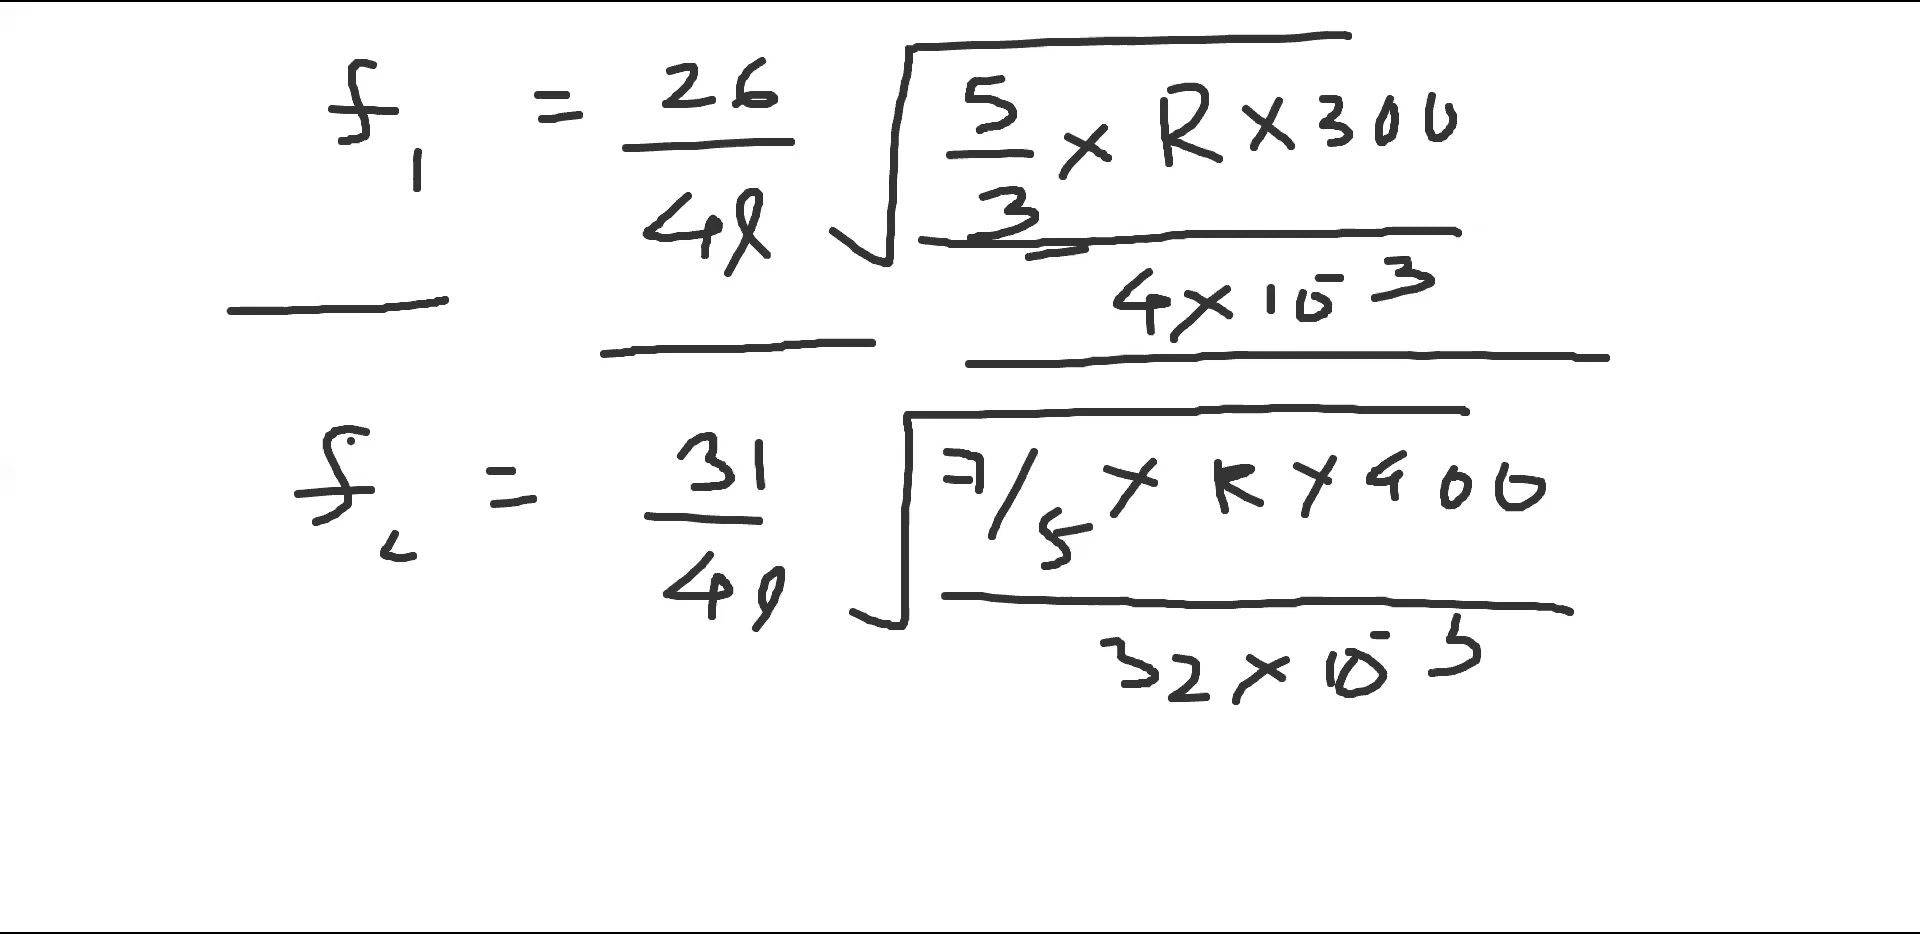 f₁ = 26/4l √((5/3 × R × 300)/(4 × 10⁻³))
f₂ = 31/4l √((7/5 × R × 400)/(32 × 10⁻³))